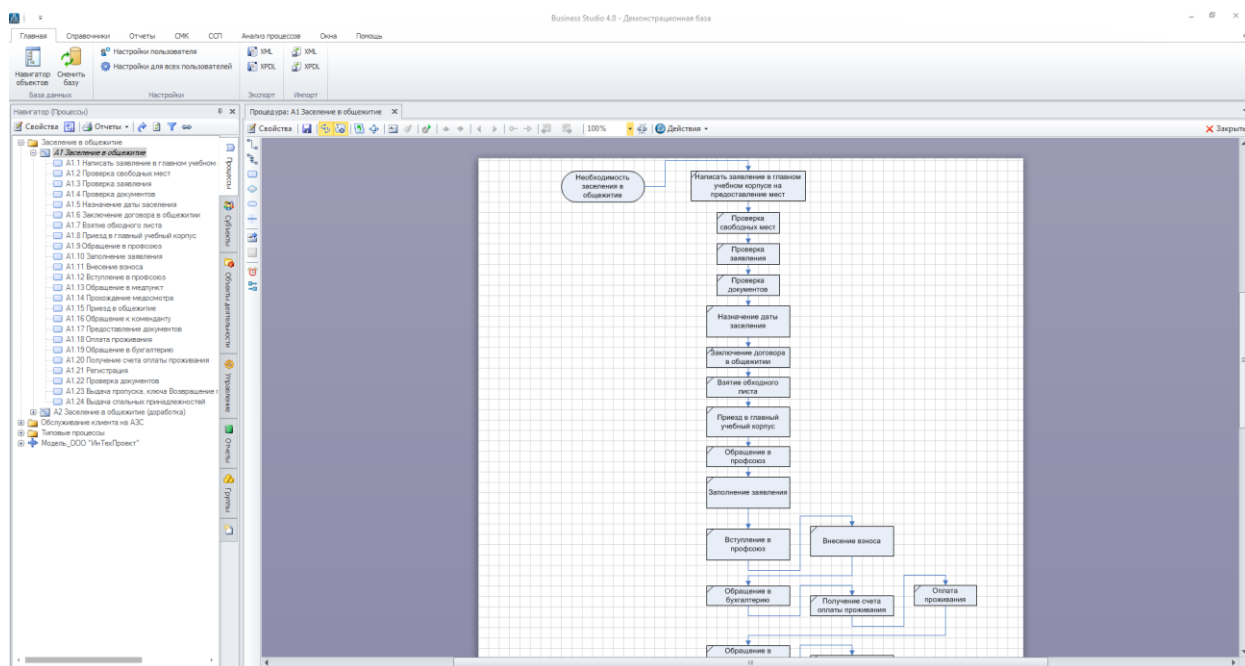 Business Studio 4.0 - Демонстрационная база
Главная Справочники Отчеты СМК ССП Анализ процессов Окна Помощь
Навигатор объектов
Сменить базу
Настройки пользователя
Настройки для всех пользователей
XML
XPDL
XML
XPDL
База данных Настройки Экспорт Импорт
Навигатор (Процессы)
Свойства Отчеты
Заселение в общежитие
А1 Заселение в общежитие
А1.1 Написать заявление в главном учебном
А1.2 Проверка свободных мест
А1.3 Проверка заявления
А1.4 Проверка документов
А1.5 Назначение даты заселения
А1.6 Заключение договора в общежитии
А1.7 Взятие обходного листа
А1.8 Приезд в главный учебный корпус
А1.9 Обращение в профсоюз
А1.10 Заполнение заявления
А1.11 Внесение взноса
А1.12 Вступление в профсоюз
А1.13 Обращение в медпункт
А1.14 Прохождение медосмотра
А1.15 Приезд в общежитие
А1.16 Обращение к коменданту
А1.17 Предоставление документов
А1.18 Оплата проживания
А1.19 Обращение в бухгалтерию
А1.20 Получение счета оплаты проживания
А1.21 Регистрация
А1.22 Проверка документов
А1.23 Выдача пропуска, ключа Возвращение г
А1.24 Выдача спальных принадлежностей
А2 Заселение в общежитие (доработка)
Обслуживание клиента на АЗС
Типовые процессы
Модель_ООО "ИнТехПроект"
Процессы
Субъекты
Объекты деятельности
Управление
Отчеты
Группы
Процедура: А1 Заселение в общежитие
Свойства 100% Действия Закрыть
Необходимость
заселения в
общежитие
Написать заявление в главном
учебном корпусе на
предоставление мест
Проверка
свободных мест
Проверка
заявления
Проверка
документов
Назначение даты
заселения
Заключение договора
в общежитии
Взятие обходного
листа
Приезд в главный
учебный корпус
Обращение в
профсоюз
Заполнение заявления
Вступление в
профсоюз
Внесение взноса
Обращение в
бухгалтерию
Получение счета
оплаты проживания
Оплата
проживания
Обращение в